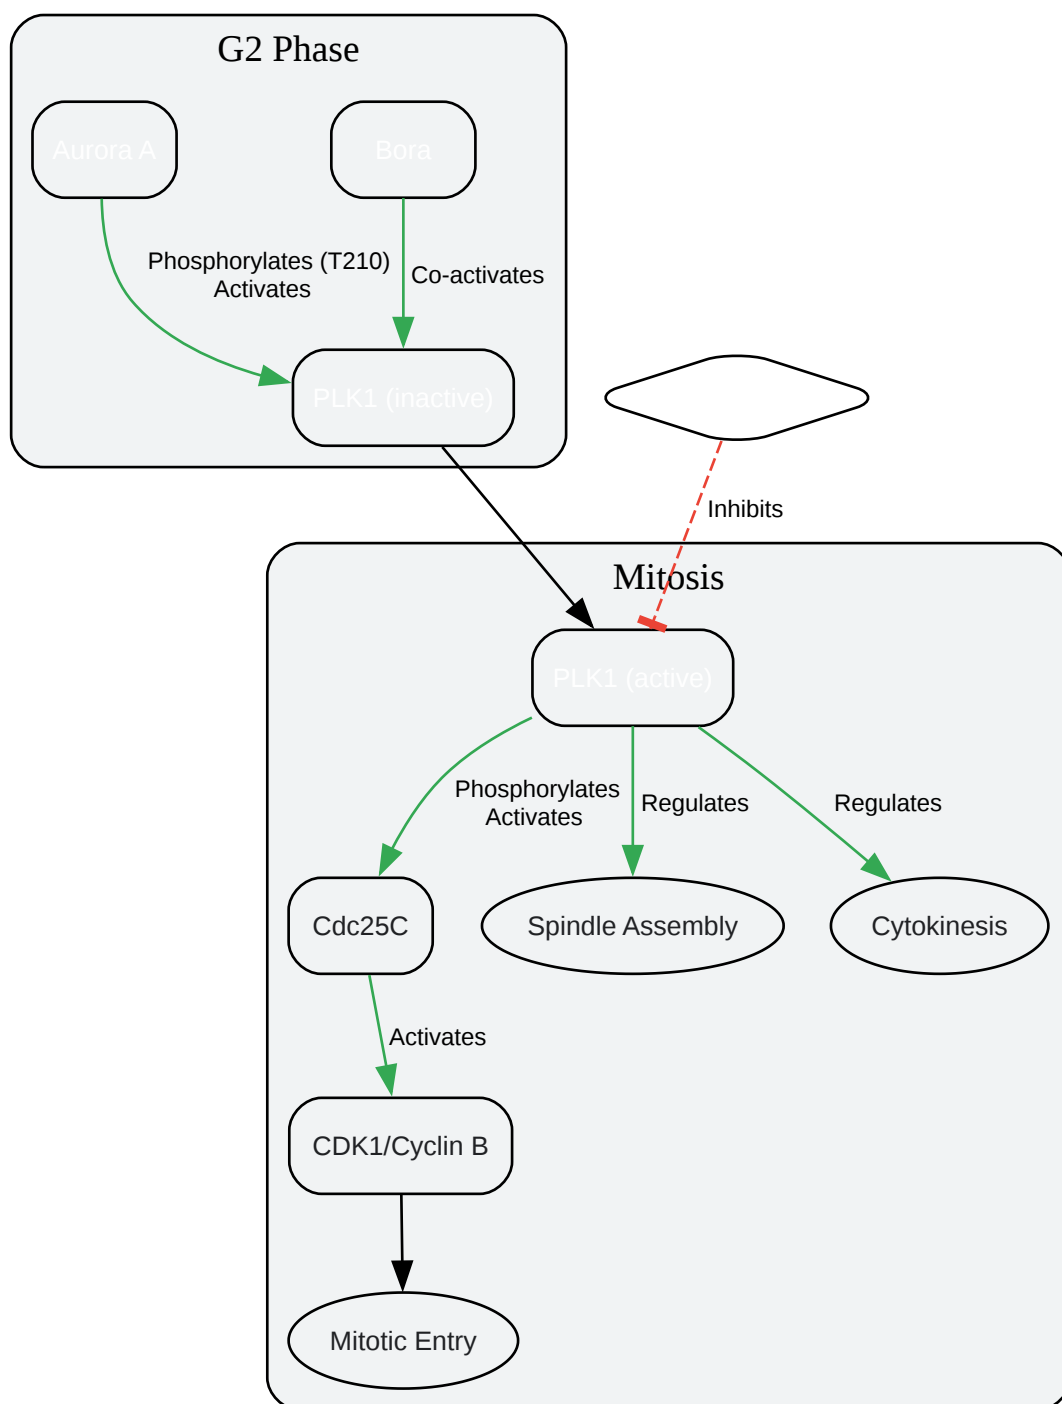 G2 Phase
Aurora A
Bora
Phosphorylates (T210)
Activates
Co-activates
PLK1 (inactive)
Inhibits
Mitosis
PLK1 (active)
Phosphorylates
Activates
Regulates
Regulates
Cdc25C
Spindle Assembly
Cytokinesis
Activates
CDK1/Cyclin B
Mitotic Entry